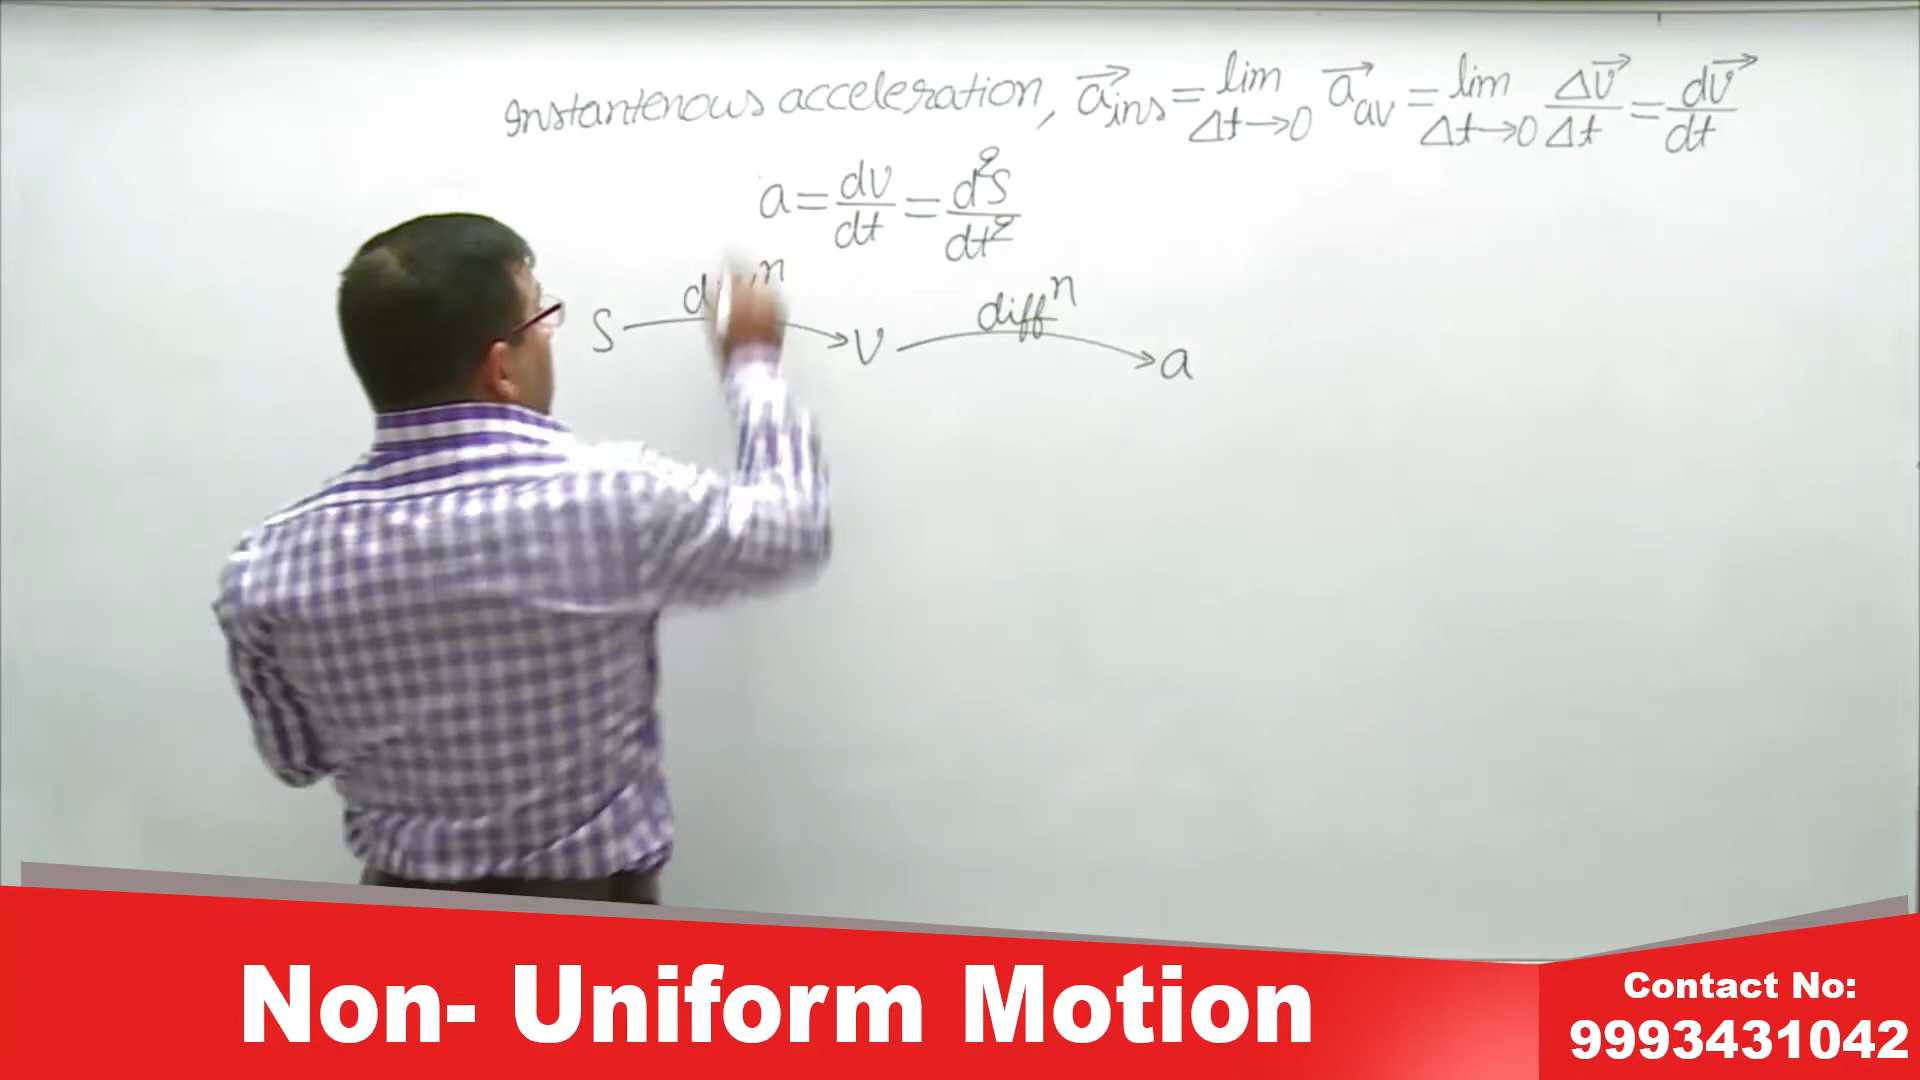 Instantenous acceleration, a⃗ins = lim Δt→0 a⃗av = lim Δt→0 Δv⃗/Δt = dv⃗/dt
a = dv/dt = d²s/dt²
S → v diffⁿ → a
Non- Uniform Motion
Contact No:
9993431042